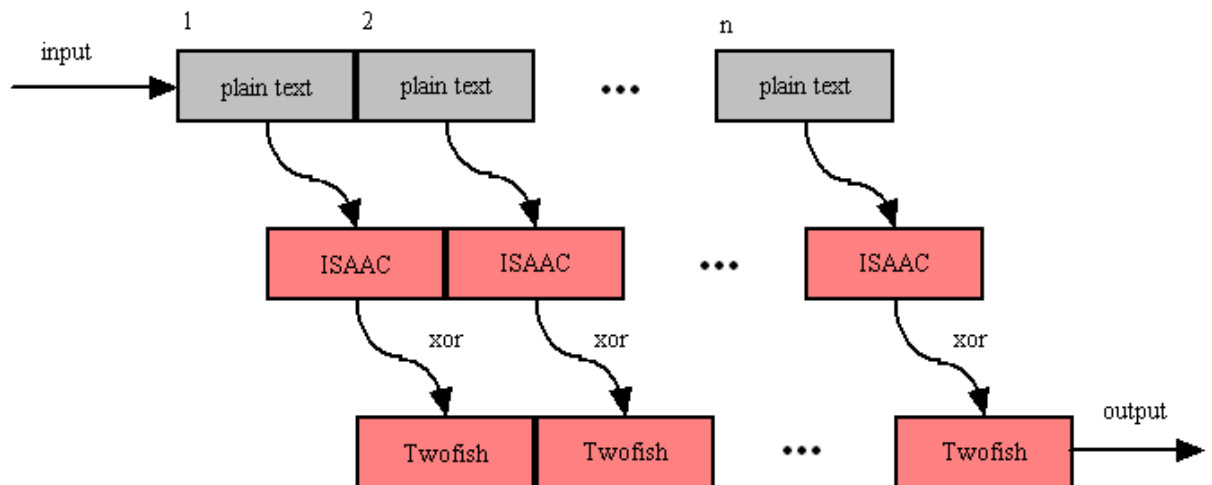 1 2 n
input
plain text plain text ••• plain text
ISAAC ISAAC ••• ISAAC
xor xor xor
output
Twofish Twofish ••• Twofish